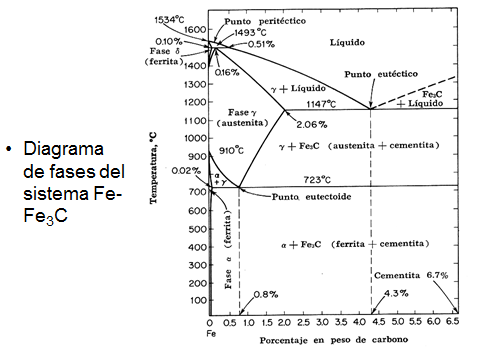 • Diagrama
de fases del
sistema Fe-
Fe₃C
Temperatura, °C
1700
1600
1400
1300
1200
1100
1000
900
800
700
600
500
400
300
200
100
1534°C
Punto peritéctico
0.10%
1493°C
0.51%
Fase δ
(ferrita)
0.16%
Líquido
γ + Líquido
Punto eutéctico
Fe₃C
+ Líquido
1147°C
Fase γ
(austenita)
2.06%
910°C
γ + Fe₃C (austenita + cementita)
0.02%
α
+ γ
723°C
Punto eutectoide
Fase α (ferrita)
α + Fe₃C (ferrita + cementita)
Cementita 6.7%
0.8%
4.3%
0 0.5 1.0 1.5 2.0 2.5 3.0 3.5 4.0 4.5 5.0 5.5 6.0 6.5
Fe
Porcentaje en peso de carbono